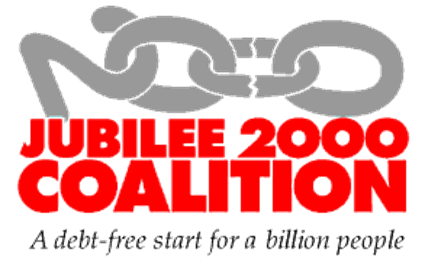 JUBILEE 2000
COALITION
A debt-free start for a billion people